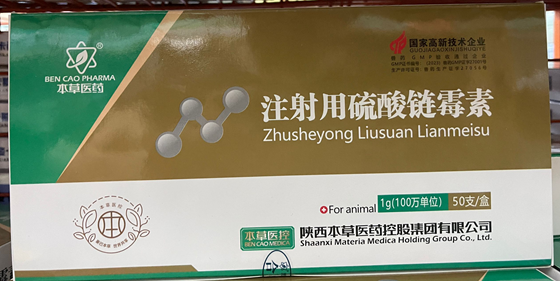 BEN CAO PHARMA
本草医药
国家高新技术企业
GUOJIAGAOXINJISHUQIYE
注射用硫酸链霉素
Zhusheyong Liusuan Lianmeisu
For animal
1g(100万单位)
50支/盒
本草医控
BEN CAO MEDICA
陕西本草医药控股集团有限公司
Shaanxi Materia Medica Holding Group Co., Ltd.